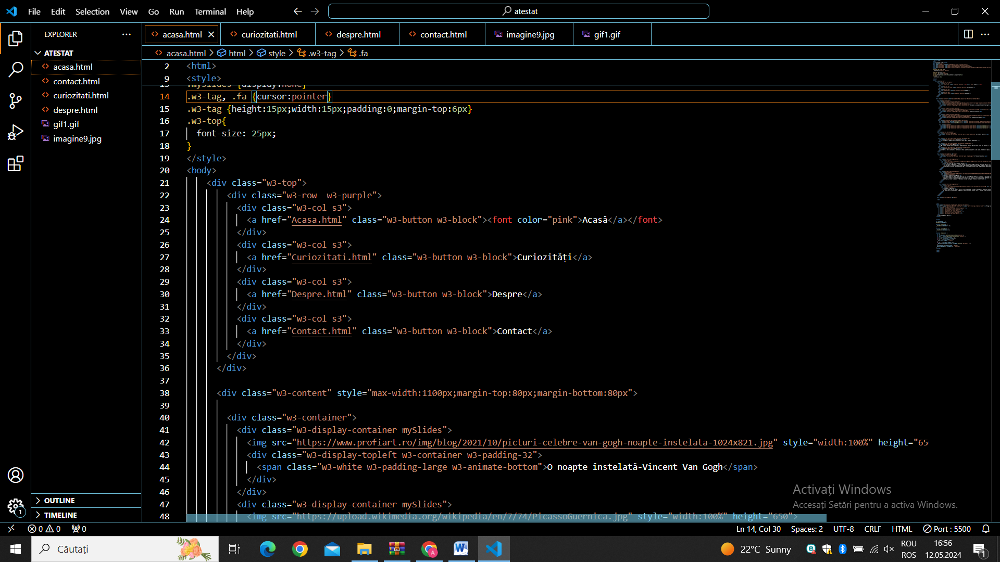 File Edit Selection View Go Run Terminal Help
atestat
EXPLORER
ATESTAT
acasa.html
contact.html
curiozitati.html
despre.html
gif1.gif
imagine9.jpg
OUTLINE
TIMELINE
acasa.html curiozitati.html despre.html contact.html imagine9.jpg gif1.gif
acasa.html > html > style > .w3-tag > .fa
2 <html>
9 <style>
.mySlides {display:none}
14 .w3-tag, .fa {cursor:pointer}
15 .w3-tag {height:15px;width:15px;padding:0;margin-top:6px}
16 .w3-top{
17 font-size: 25px;
18 }
19 </style>
20 <body>
21 <div class="w3-top">
22 <div class="w3-row  w3-purple">
23 <div class="w3-col s3">
24 <a href="Acasa.html" class="w3-button w3-block"><font color="pink">Acasă</a></font>
25 </div>
26 <div class="w3-col s3">
27 <a href="Curiozitati.html" class="w3-button w3-block">Curiozități</a>
28 </div>
29 <div class="w3-col s3">
30 <a href="Despre.html" class="w3-button w3-block">Despre</a>
31 </div>
32 <div class="w3-col s3">
33 <a href="Contact.html" class="w3-button w3-block">Contact</a>
34 </div>
35 </div>
36 </div>
37
38 <div class="w3-content" style="max-width:1100px;margin-top:80px;margin-bottom:80px">
39
40 <div class="w3-container">
41 <div class="w3-display-container mySlides">
42 <img src="https://www.profiart.ro/img/blog/2021/10/picturi-celebre-van-gogh-noapte-instelata-1024x821.jpg" style="width:100%" height="65
43 <div class="w3-display-topleft w3-container w3-padding-32">
44 <span class="w3-white w3-padding-large w3-animate-bottom">O noapte înstelată-Vincent Van Gogh</span>
45 </div>
46 </div>
47 <div class="w3-display-container mySlides">
48 <img src="https://upload.wikimedia.org/wikipedia/en/7/74/PicassoGuernica.jpg" style="width:100%" height="650">
Activați Windows
Accesați Setări pentru a activa Windows.
1
0 0 0
Ln 14, Col 30 Spaces: 2 UTF-8 CRLF HTML Port : 5500
Căutați
22°C Sunny
ROU
ROS
16:56
12.05.2024
1